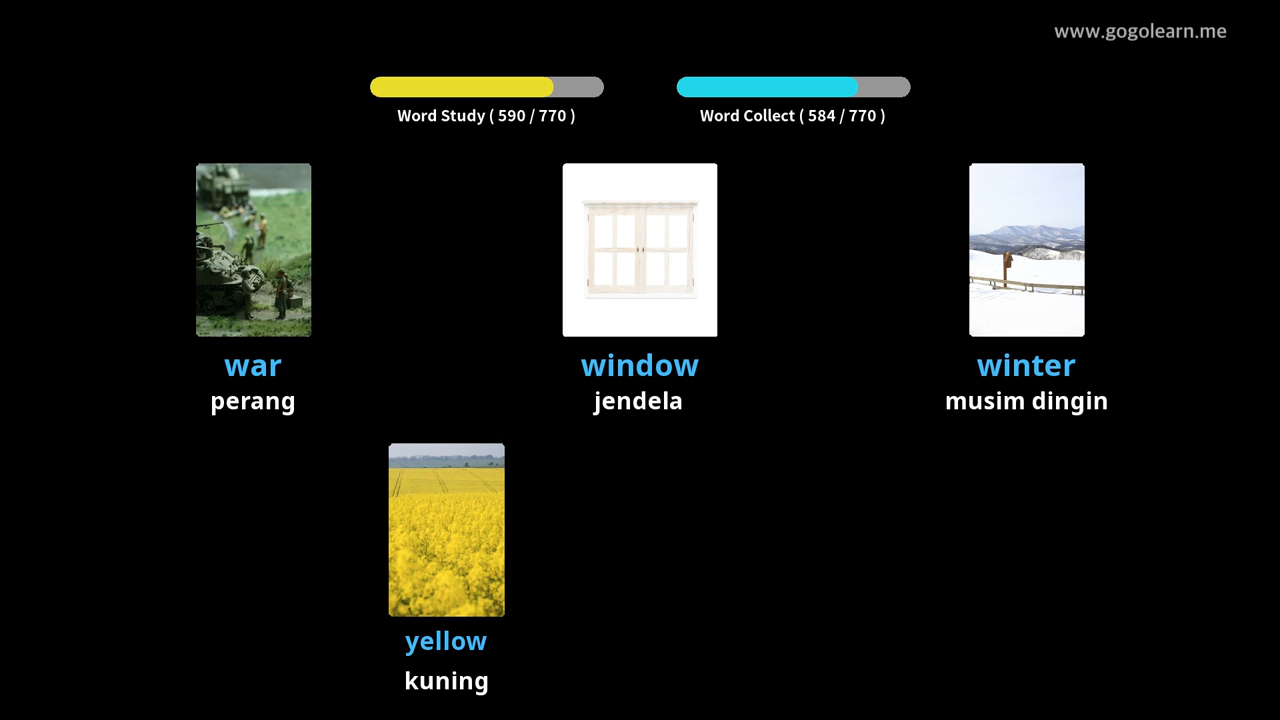 www.gogolearn.me
Word Study ( 590 / 770 )
Word Collect ( 584 / 770 )
war
perang
window
jendela
winter
musim dingin
yellow
kuning